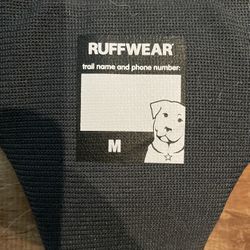 RUFFWEAR
trail name and phone number:
M